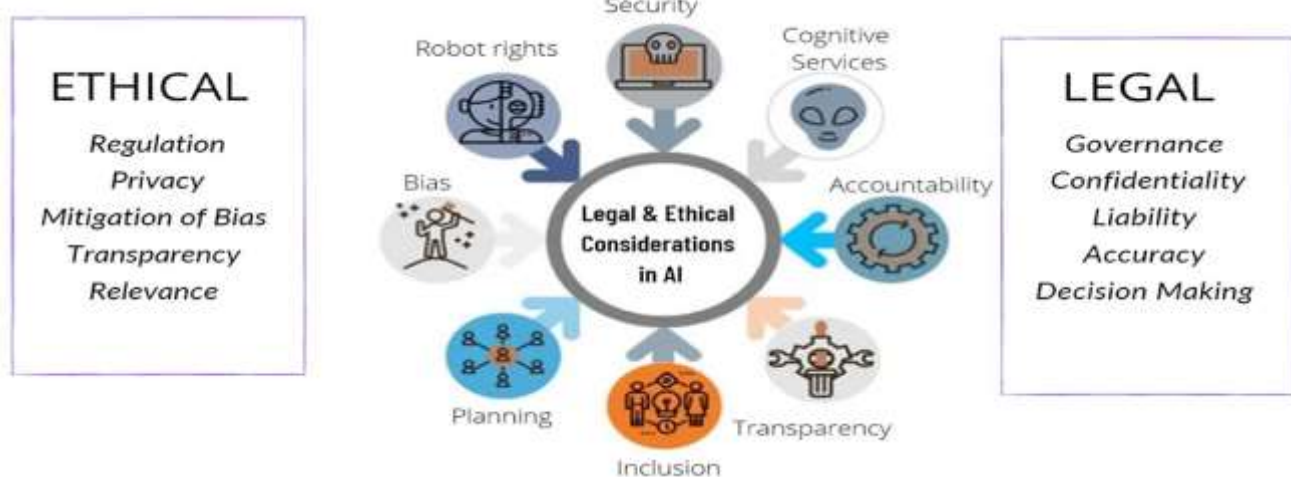 ETHICAL
Regulation
Privacy
Mitigation of Bias
Transparency
Relevance
Security
Robot rights
Cognitive
Services
Bias
Accountability
Legal & Ethical
Considerations
in AI
Planning
Transparency
Inclusion
LEGAL
Governance
Confidentiality
Liability
Accuracy
Decision Making